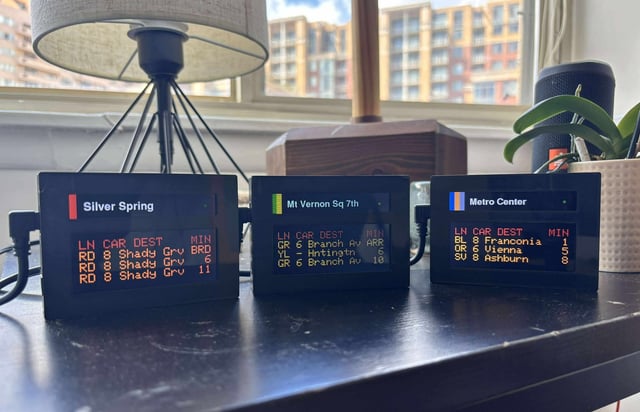 Silver Spring
LN CAR DEST MIN
RD 8 Shady Grv BRD
RD 8 Shady Grv 6
RD 8 Shady Grv 11
Mt Vernon Sq 7th
LN CAR DEST MIN
GR 6 Branch Av ARR
YL - Hntingtn 6
GR 6 Branch Av 10
Metro Center
LN CAR DEST MIN
BL 8 Franconia 1
OR 6 Vienna 5
SV 8 Ashburn 8